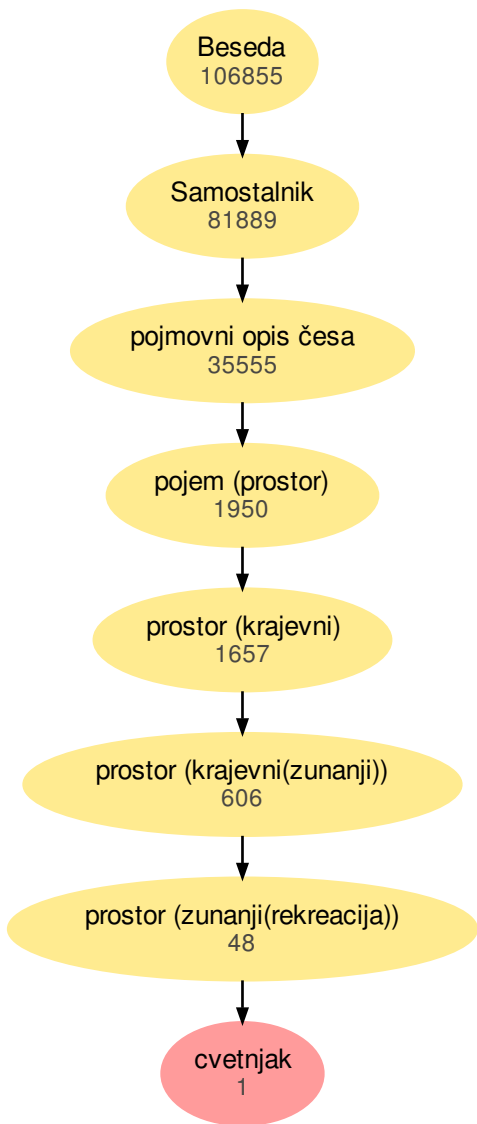 Beseda
106855
Samostalnik
81889
pojmovni opis česa
35555
pojem (prostor)
1950
prostor (krajevni)
1657
prostor (krajevni(zunanji))
606
prostor (zunanji(rekreacija))
48
cvetnjak
1